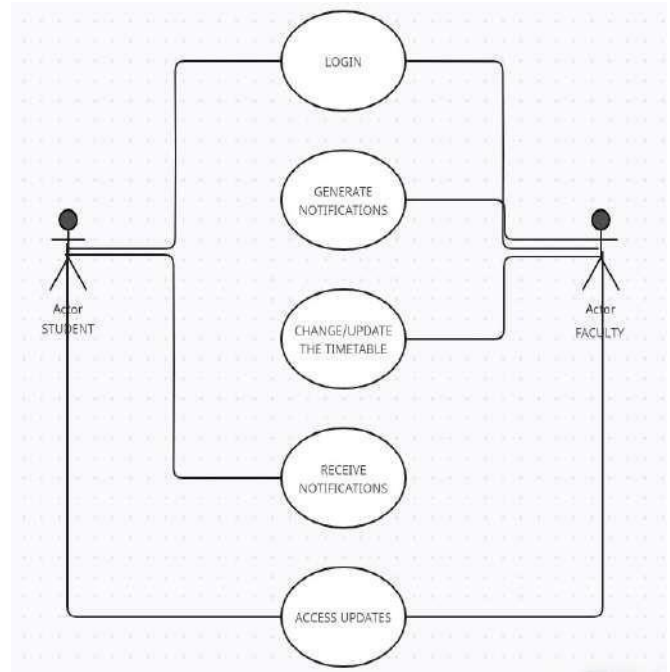 LOGIN
GENERATE
NOTIFICATIONS
Actor
STUDENT
Actor
FACULTY
CHANGE/UPDATE
THE TIMETABLE
RECEIVE
NOTIFICATIONS
ACCESS UPDATES